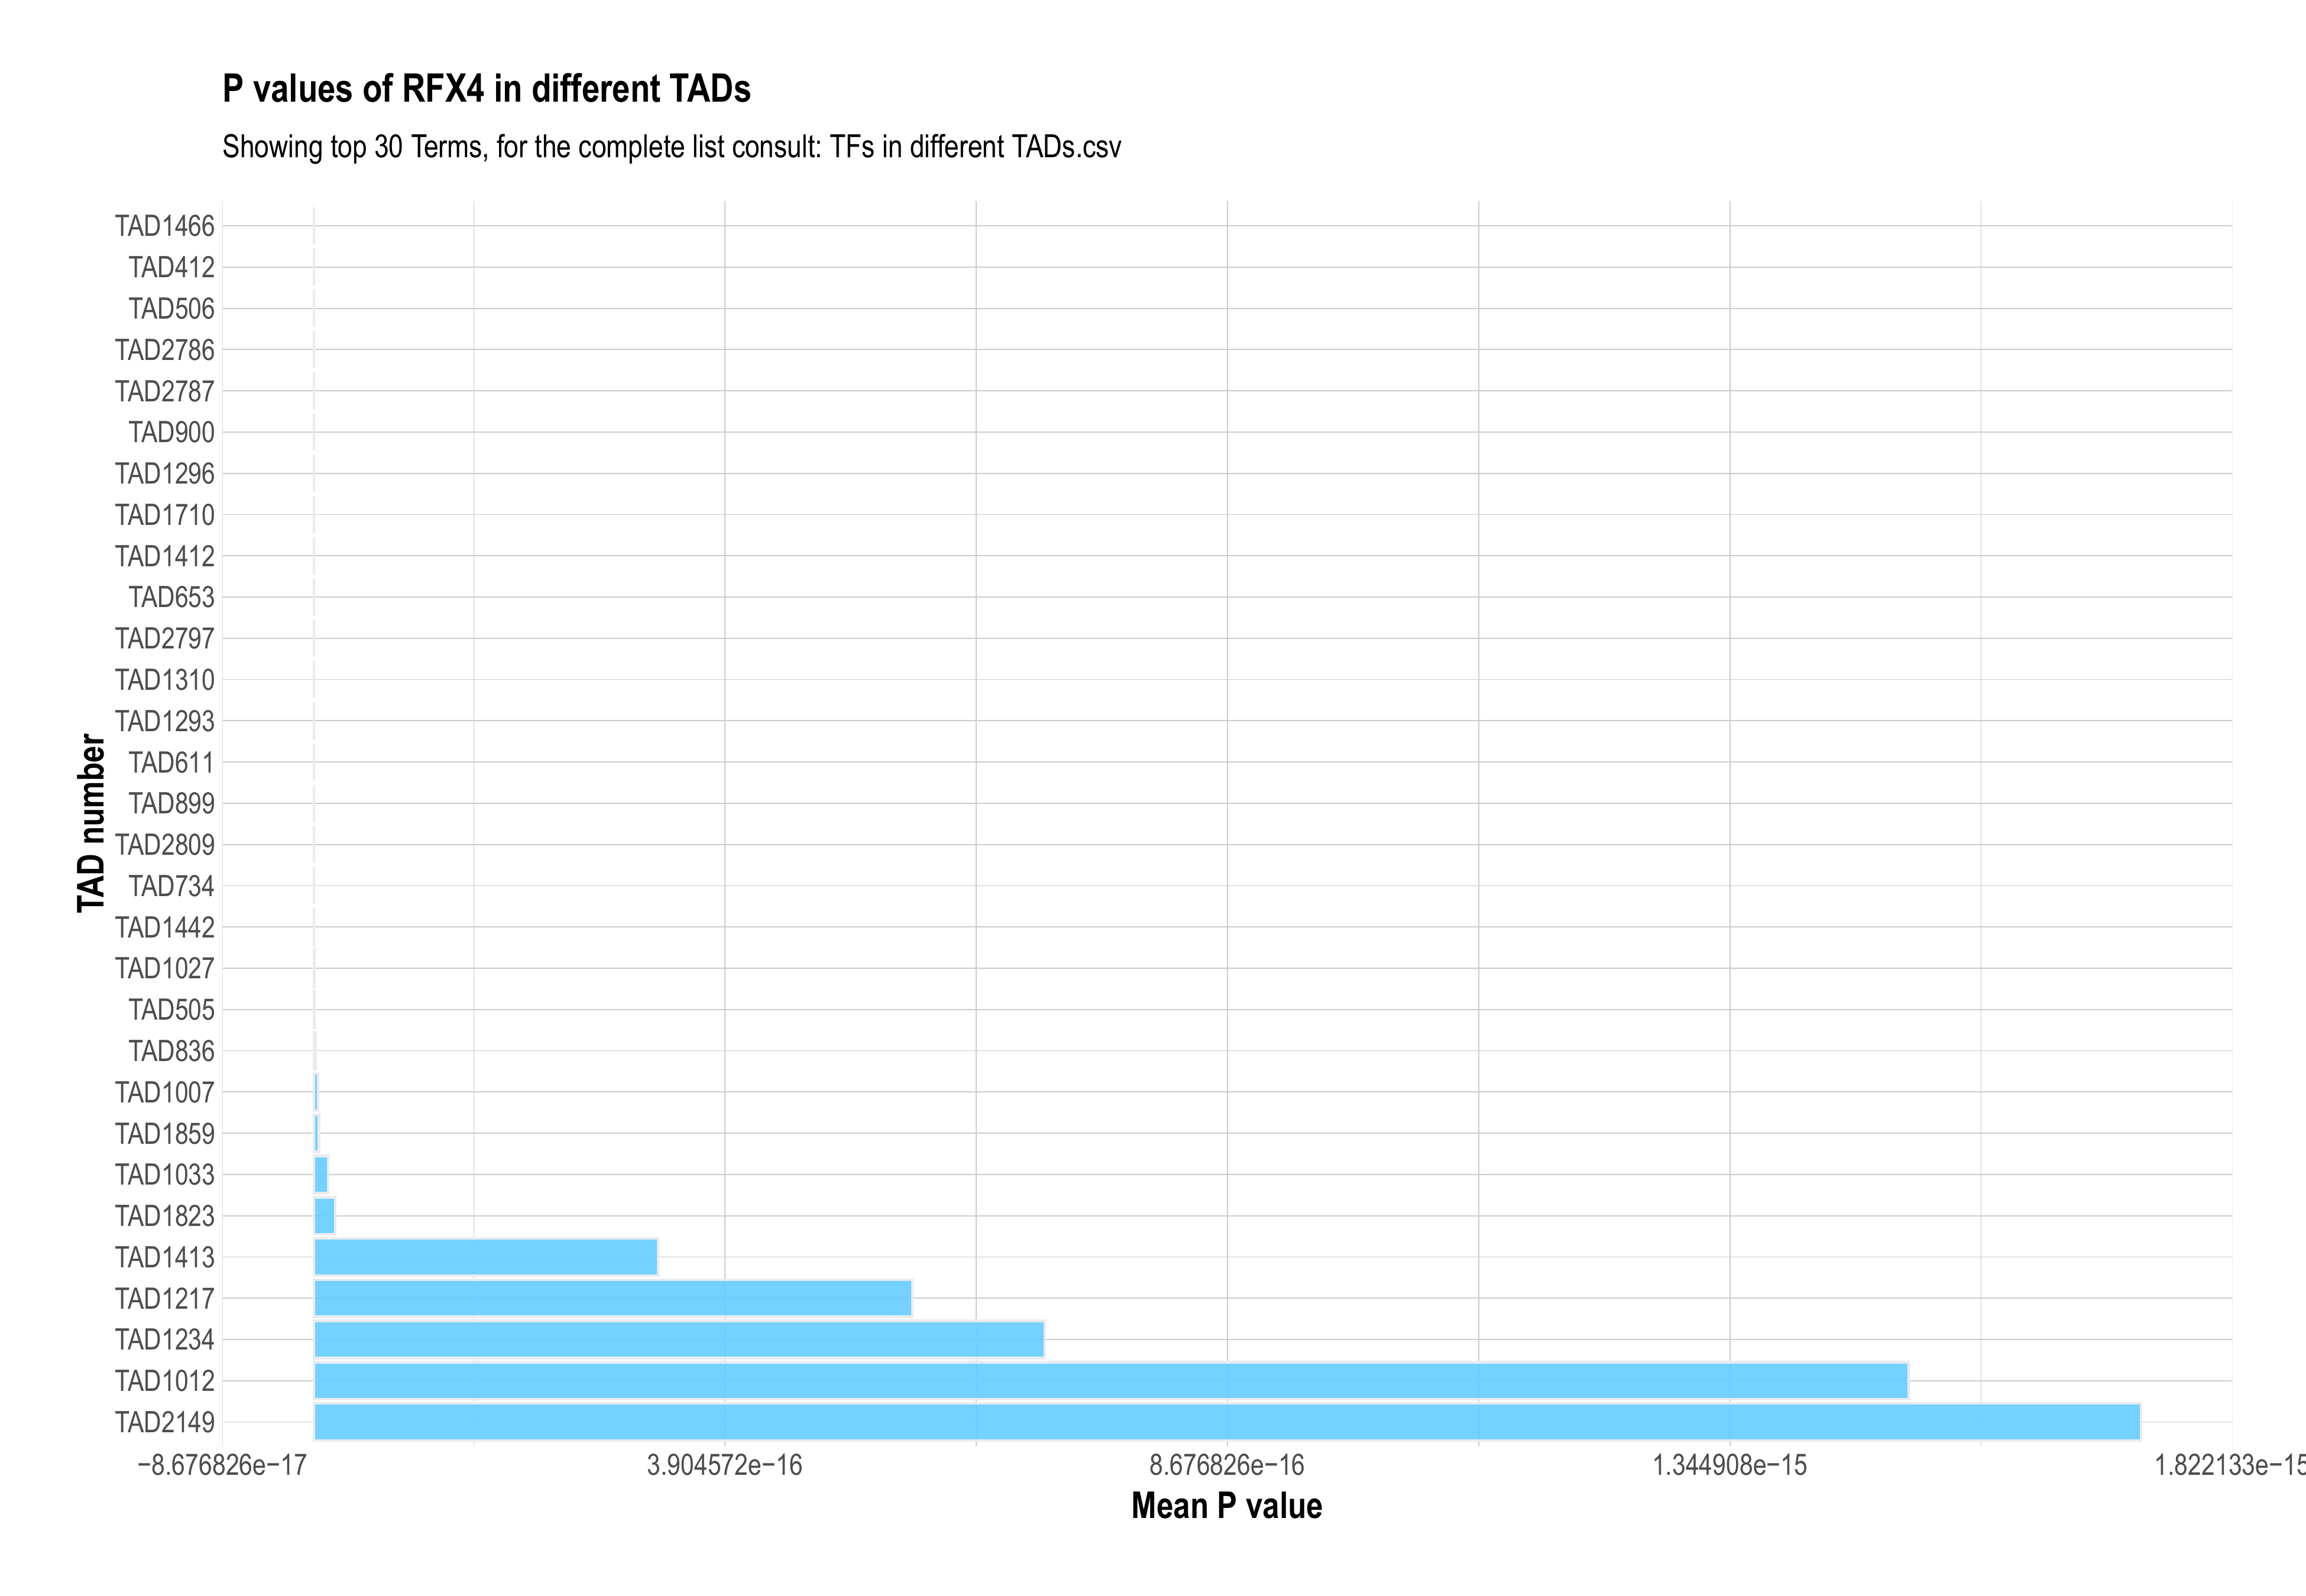 P values of RFX4 in different TADs
Showing top 30 Terms, for the complete list consult: TFs in different TADs.csv
TAD1466
TAD412
TAD506
TAD2786
TAD2787
TAD900
TAD1296
TAD1710
TAD1412
TAD653
TAD2797
TAD1310
TAD1293
TAD611
TAD899
TAD2809
TAD734
TAD1442
TAD1027
TAD505
TAD836
TAD1007
TAD1859
TAD1033
TAD1823
TAD1413
TAD1217
TAD1234
TAD1012
TAD2149
TAD number
−8.676826e−17 3.904572e−16 8.676826e−16 1.344908e−15 1.822133e−15
Mean P value